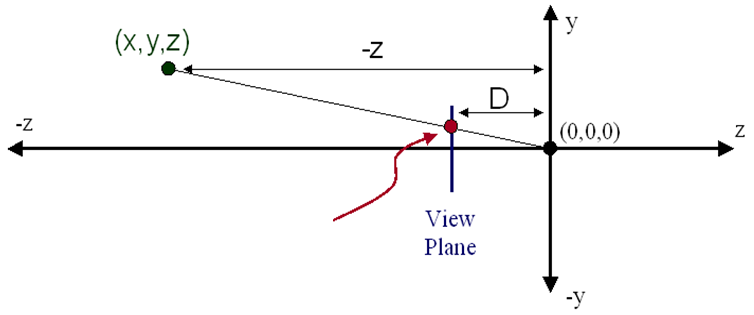 y
(x,y,z)
-z
D
-z
(0,0,0)
z
View
Plane
-y